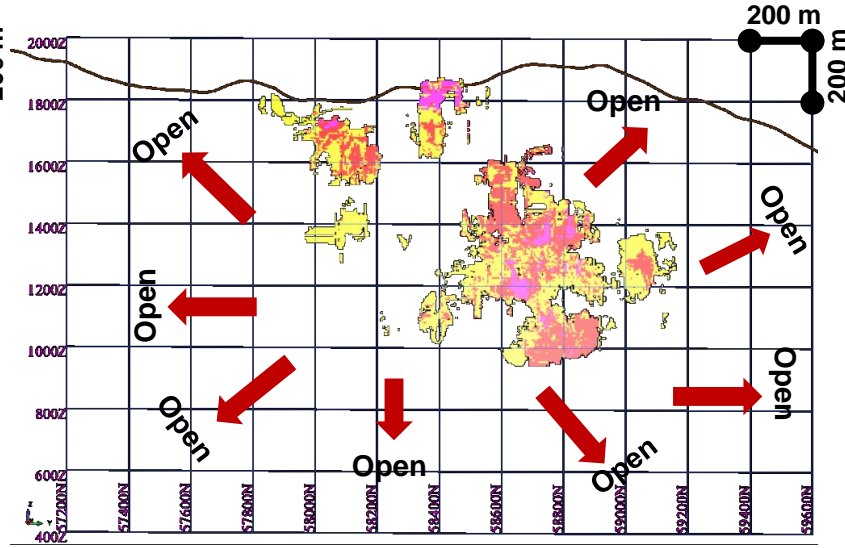 200 m
200 m
200 m
2000Z
1800Z
1600Z
1400Z
1200Z
1000Z
800Z
600Z
400Z
Open
Open
Open
Open
Open
Open
Open
Open
57200N
57400N
57600N
57800N
58000N
58200N
58400N
58600N
58800N
59000N
59200N
59400N
59600N
Z
Y